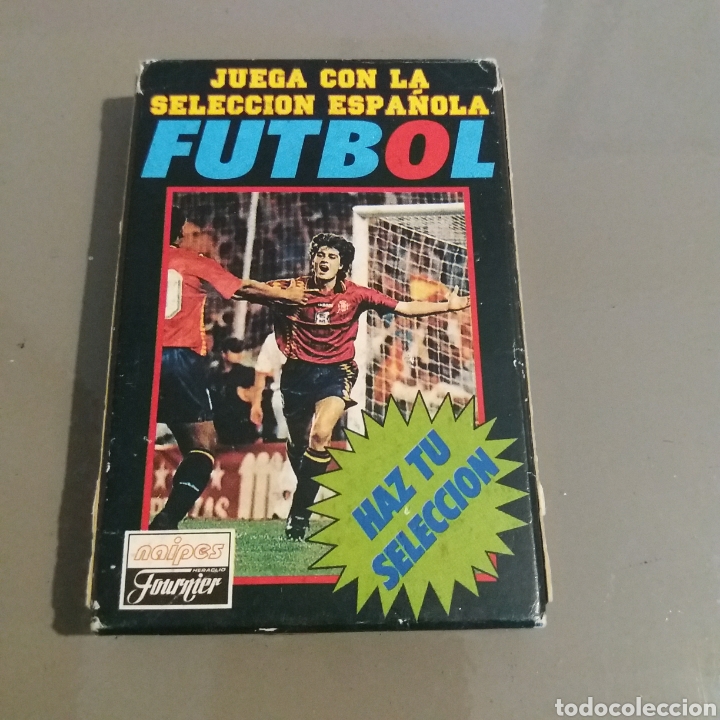 JUEGA CON LA
SELECCION ESPAÑOLA
FUTBOL
HAZ TU
SELECCION
naipes
HERACLIO
Fournier
todocoleccion